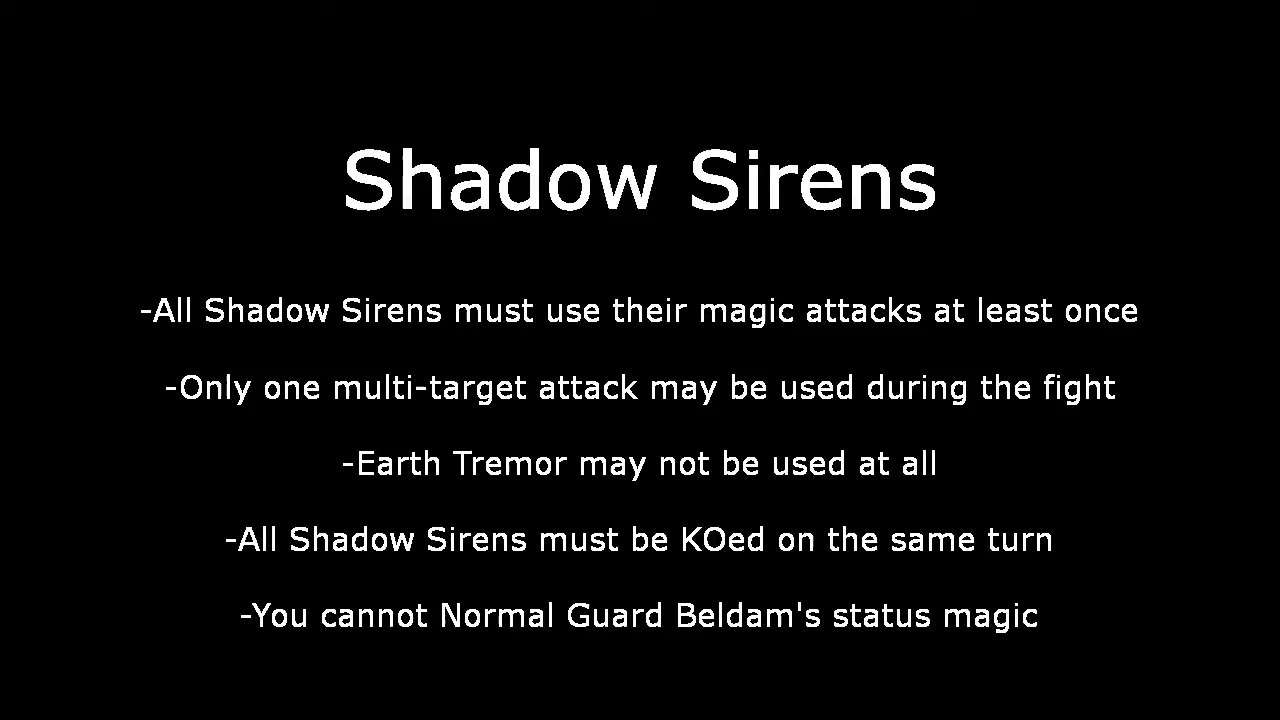 Shadow Sirens
-All Shadow Sirens must use their magic attacks at least once
-Only one multi-target attack may be used during the fight
-Earth Tremor may not be used at all
-All Shadow Sirens must be KOed on the same turn
-You cannot Normal Guard Beldam's status magic